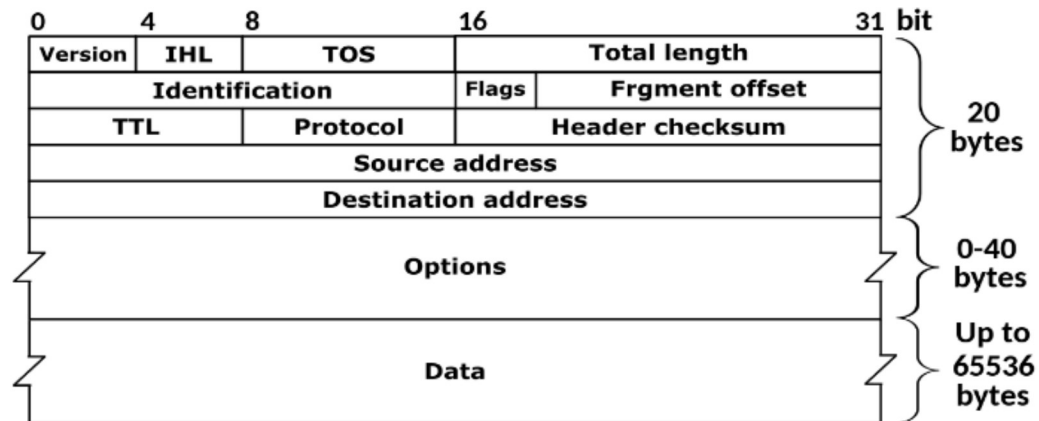 0 4 8 16 31 bit
Version IHL TOS Total length
Identification Flags Frgment offset
TTL Protocol Header checksum
Source address
Destination address
20
bytes
Options
0-40
bytes
Data
Up to
65536
bytes